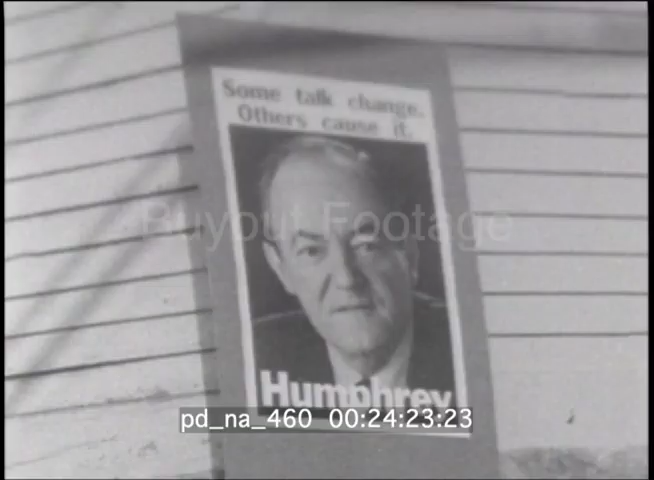 Some talk change.
Others cause it.
Buyout Footage
Humphrey
pd_na_460 00:24:23:23